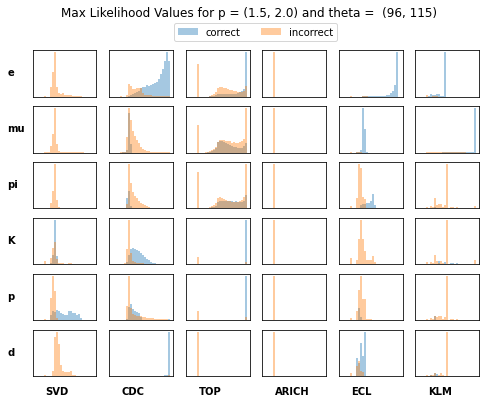 Max Likelihood Values for p = (1.5, 2.0) and theta =  (96, 115)
correct incorrect
e
mu
pi
K
p
d
SVD CDC TOP ARICH ECL KLM